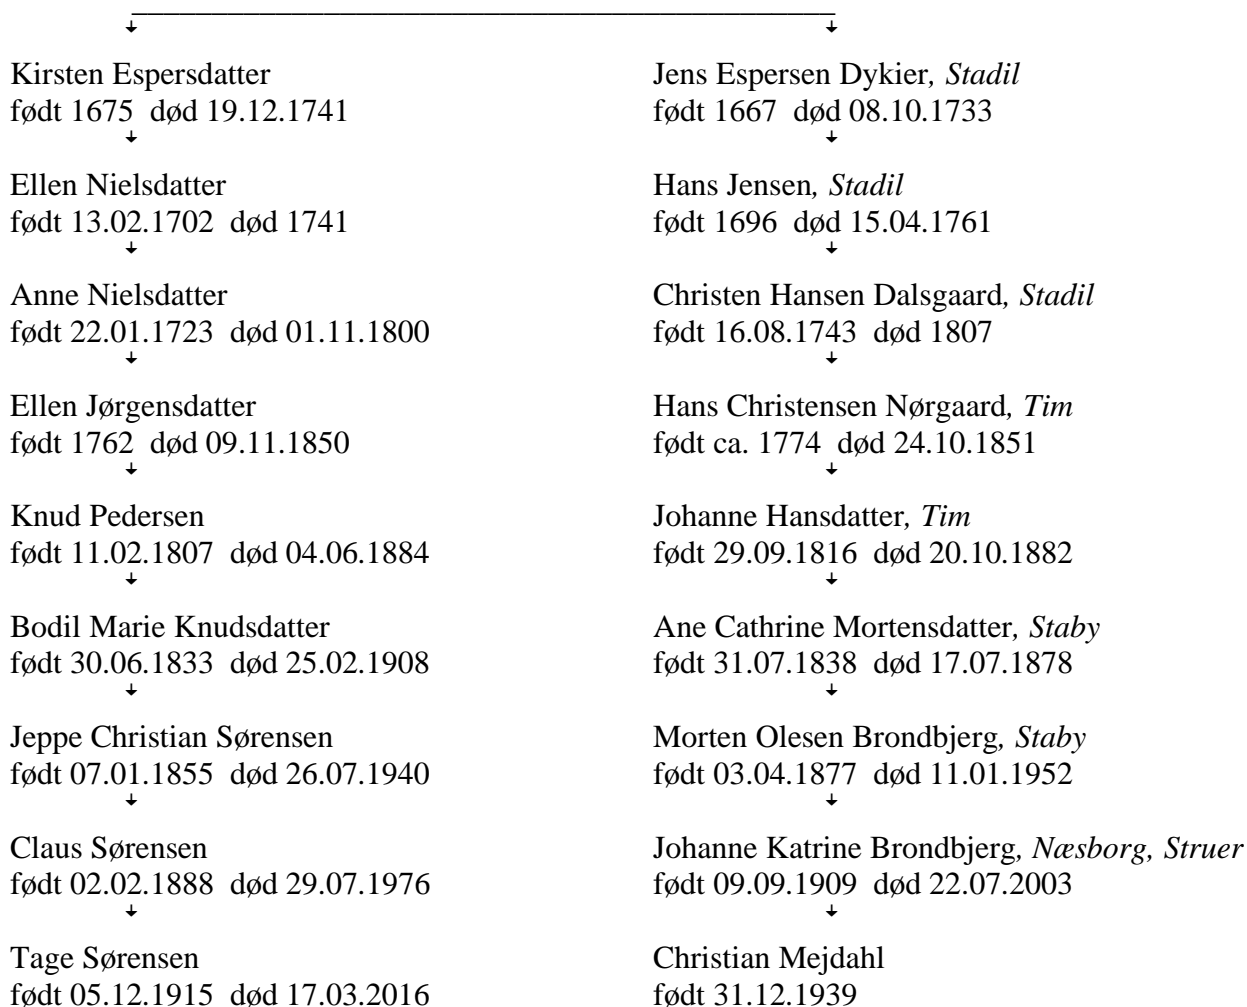 Kirsten Espersdatter
født 1675  død 19.12.1741
Jens Espersen Dykier, Stadil
født 1667  død 08.10.1733
Ellen Nielsdatter
født 13.02.1702  død 1741
Hans Jensen, Stadil
født 1696  død 15.04.1761
Anne Nielsdatter
født 22.01.1723  død 01.11.1800
Christen Hansen Dalsgaard, Stadil
født 16.08.1743  død 1807
Ellen Jørgensdatter
født 1762  død 09.11.1850
Hans Christensen Nørgaard, Tim
født ca. 1774  død 24.10.1851
Knud Pedersen
født 11.02.1807  død 04.06.1884
Johanne Hansdatter, Tim
født 29.09.1816  død 20.10.1882
Bodil Marie Knudsdatter
født 30.06.1833  død 25.02.1908
Ane Cathrine Mortensdatter, Staby
født 31.07.1838  død 17.07.1878
Jeppe Christian Sørensen
født 07.01.1855  død 26.07.1940
Morten Olesen Brondbjerg, Staby
født 03.04.1877  død 11.01.1952
Claus Sørensen
født 02.02.1888  død 29.07.1976
Johanne Katrine Brondbjerg, Næsborg, Struer
født 09.09.1909  død 22.07.2003
Tage Sørensen
født 05.12.1915  død 17.03.2016
Christian Mejdahl
født 31.12.1939